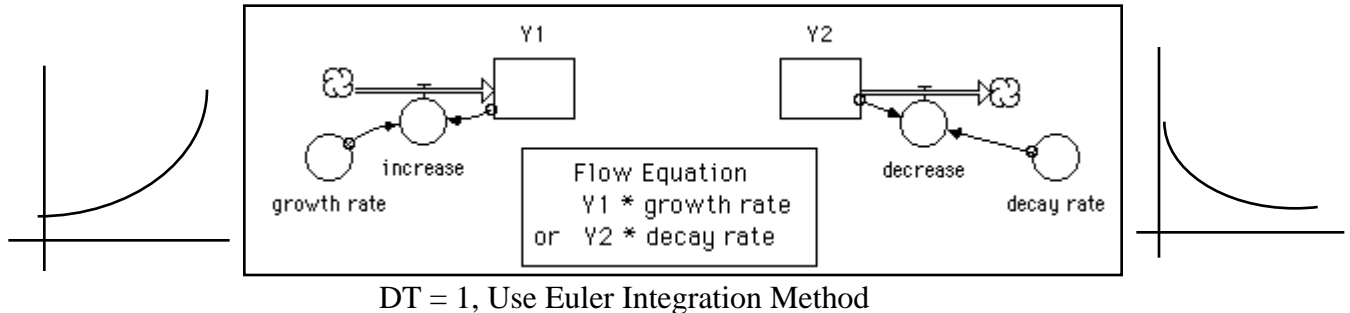 Y1
Y2
increase
growth rate
decrease
decay rate
Flow Equation
Y1 * growth rate
or Y2 * decay rate
DT = 1, Use Euler Integration Method